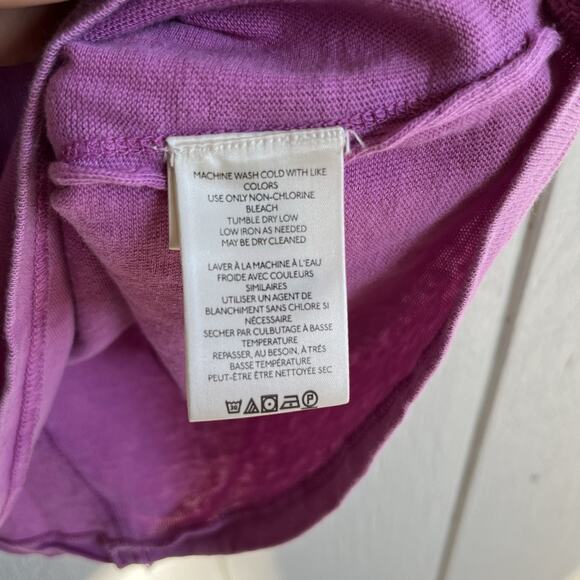 MACHINE WASH COLD WITH LIKE
COLORS
USE ONLY NON-CHLORINE
BLEACH
TUMBLE DRY LOW
LOW IRON AS NEEDED
MAY BE DRY CLEANED
LAVER À LA MACHINE À L'EAU
FROIDE AVEC COULEURS
SIMILAIRES
UTILISER UN AGENT DE
BLANCHIMENT SANS CHLORE SI
NÉCESSAIRE
SECHER PAR CULBUTAGE À BASSE
TEMPERATURE
REPASSER, AU BESOIN, À TRÈS
BASSE TEMPÉRATURE
PEUT-ÊTRE ÊTRE NETTOYÉE SEC
30 P